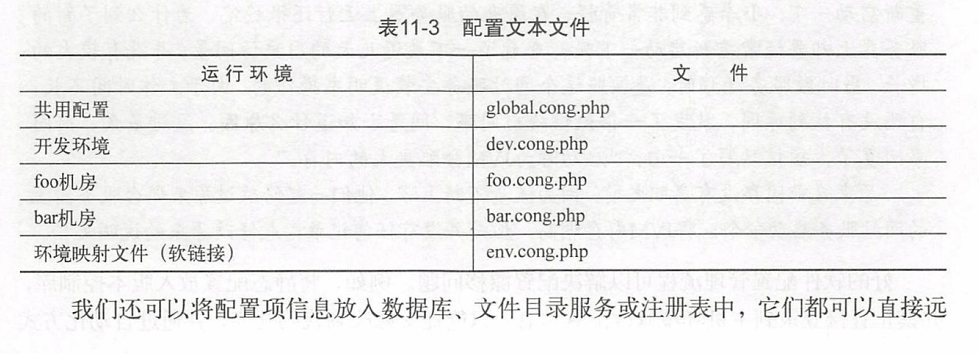 表11-3 配置文本文件
运行环境 文件
共用配置 global.cong.php
开发环境 dev.cong.php
foo机房 foo.cong.php
bar机房 bar.cong.php
环境映射文件（软链接） env.cong.php
我们还可以将配置项信息放入数据库、文件目录服务或注册表中，它们都可以直接远